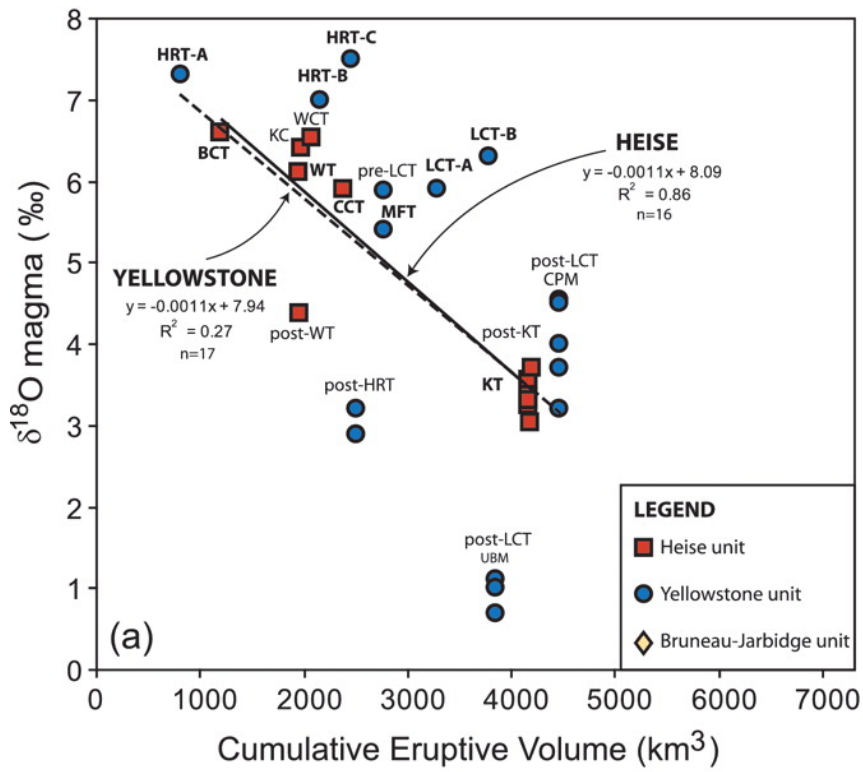 8
7
6
5
4
3
2
1
0
δ18O magma (‰)
HRT-A
HRT-C
HRT-B
WCT
KC
BCT
WT
pre-LCT
LCT-A
LCT-B
CCT
MFT
HEISE
y = -0.0011x + 8.09
R2 = 0.86
n=16
YELLOWSTONE
y = -0.0011x + 7.94
R2 = 0.27
n=17
post-WT
post-HRT
post-LCT
CPM
post-KT
KT
post-LCT
UBM
LEGEND
Heise unit
Yellowstone unit
Bruneau-Jarbidge unit
(a)
0 1000 2000 3000 4000 5000 6000 7000
Cumulative Eruptive Volume (km3)